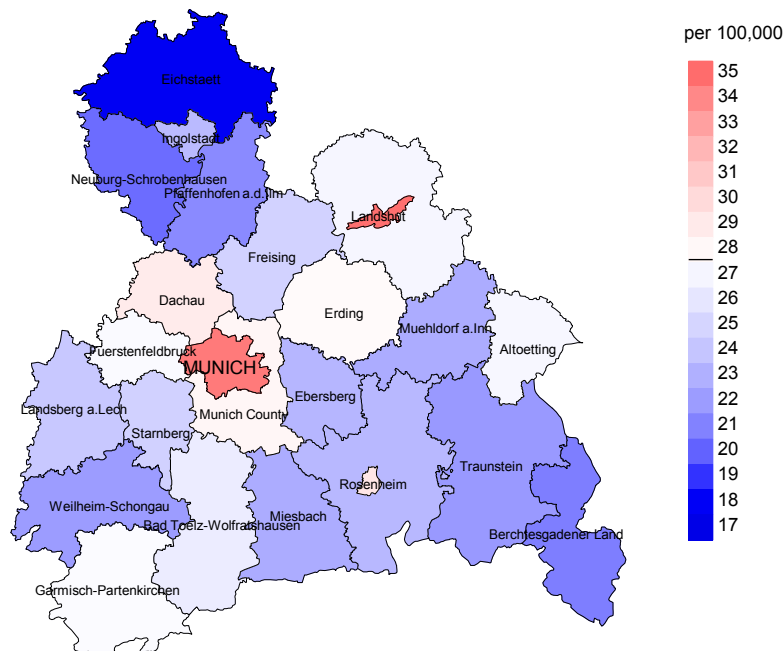 per 100,000
35
34
33
32
31
30
29
28
27
26
25
24
23
22
21
20
19
18
17
Eichstaett
Ingolstadt
Neuburg-Schrobenhausen
Pfaffenhofen a.d.Ilm
Landshut
Freising
Dachau
Erding
Muehldorf a.Inn
Altoetting
Fuerstenfeldbruck
MUNICH
Ebersberg
Landsberg a.Lech
Munich County
Starnberg
Traunstein
Rosenheim
Weilheim-Schongau
Miesbach
Bad Toelz-Wolfratshausen
Berchtesgadener Land
Garmisch-Partenkirchen